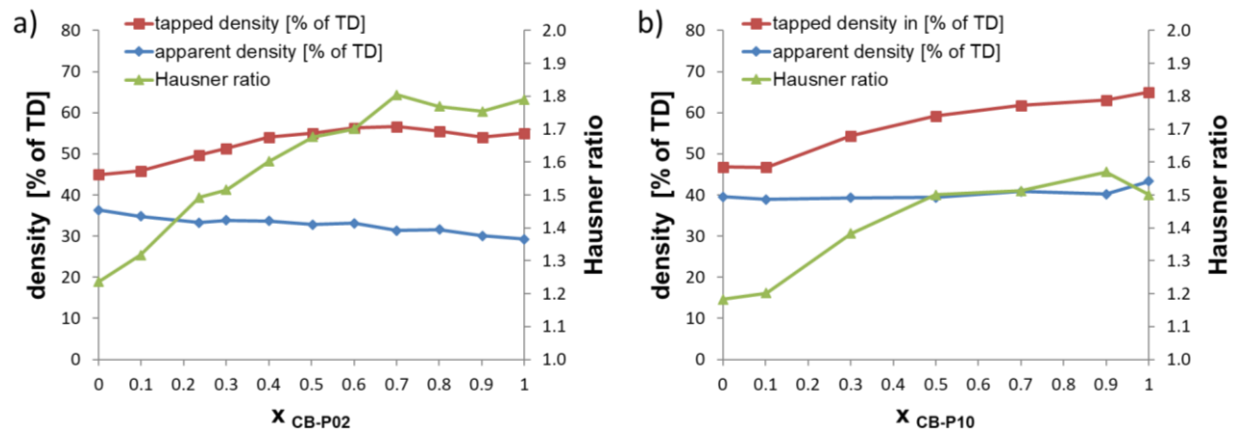 a)
tapped density [% of TD]
apparent density [% of TD]
Hausner ratio
density [% of TD]
80
70
60
50
40
30
20
10
0
2.0
1.9
1.8
1.7
1.6
1.5
1.4
1.3
1.2
1.1
1.0
Hausner ratio
0 0.1 0.2 0.3 0.4 0.5 0.6 0.7 0.8 0.9 1
x CB-P02
b)
tapped density in [% of TD]
apparent density [% of TD]
Hausner ratio
density [% of TD]
80
70
60
50
40
30
20
10
0
2.0
1.9
1.8
1.7
1.6
1.5
1.4
1.3
1.2
1.1
1.0
Hausner ratio
0 0.1 0.2 0.3 0.4 0.5 0.6 0.7 0.8 0.9 1
x CB-P10